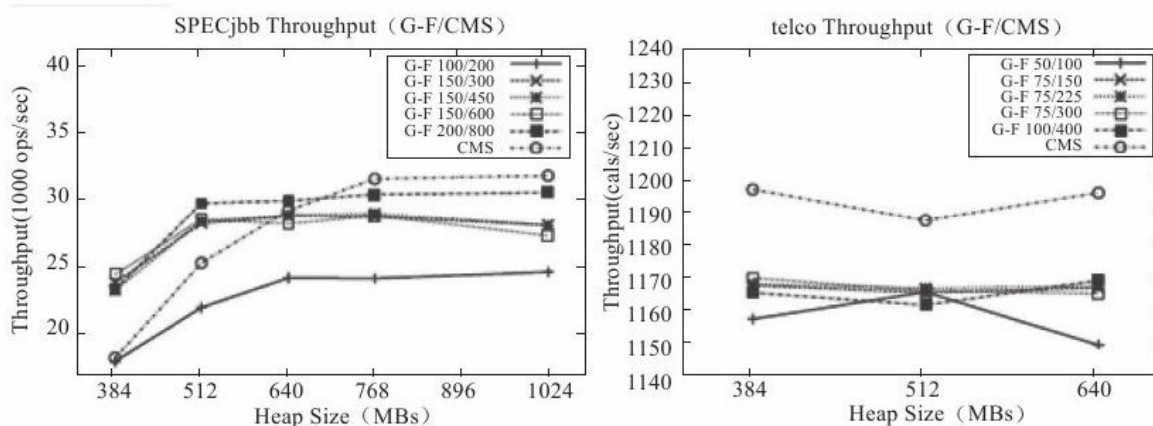 SPECjbb Throughput（G-F/CMS）
Throughput(1000 ops/sec)
40
35
30
25
20
G-F 100/200
G-F 150/300
G-F 150/450
G-F 150/600
G-F 200/800
CMS
384
512
640
768
896
1024
Heap Size（MBs）
telco Throughput（G-F/CMS）
Throughput(cals/sec)
1240
1230
1220
1210
1200
1190
1180
1170
1160
1150
1140
G-F 50/100
G-F 75/150
G-F 75/225
G-F 75/300
G-F 100/400
CMS
384
512
640
Heap Size（MBs）